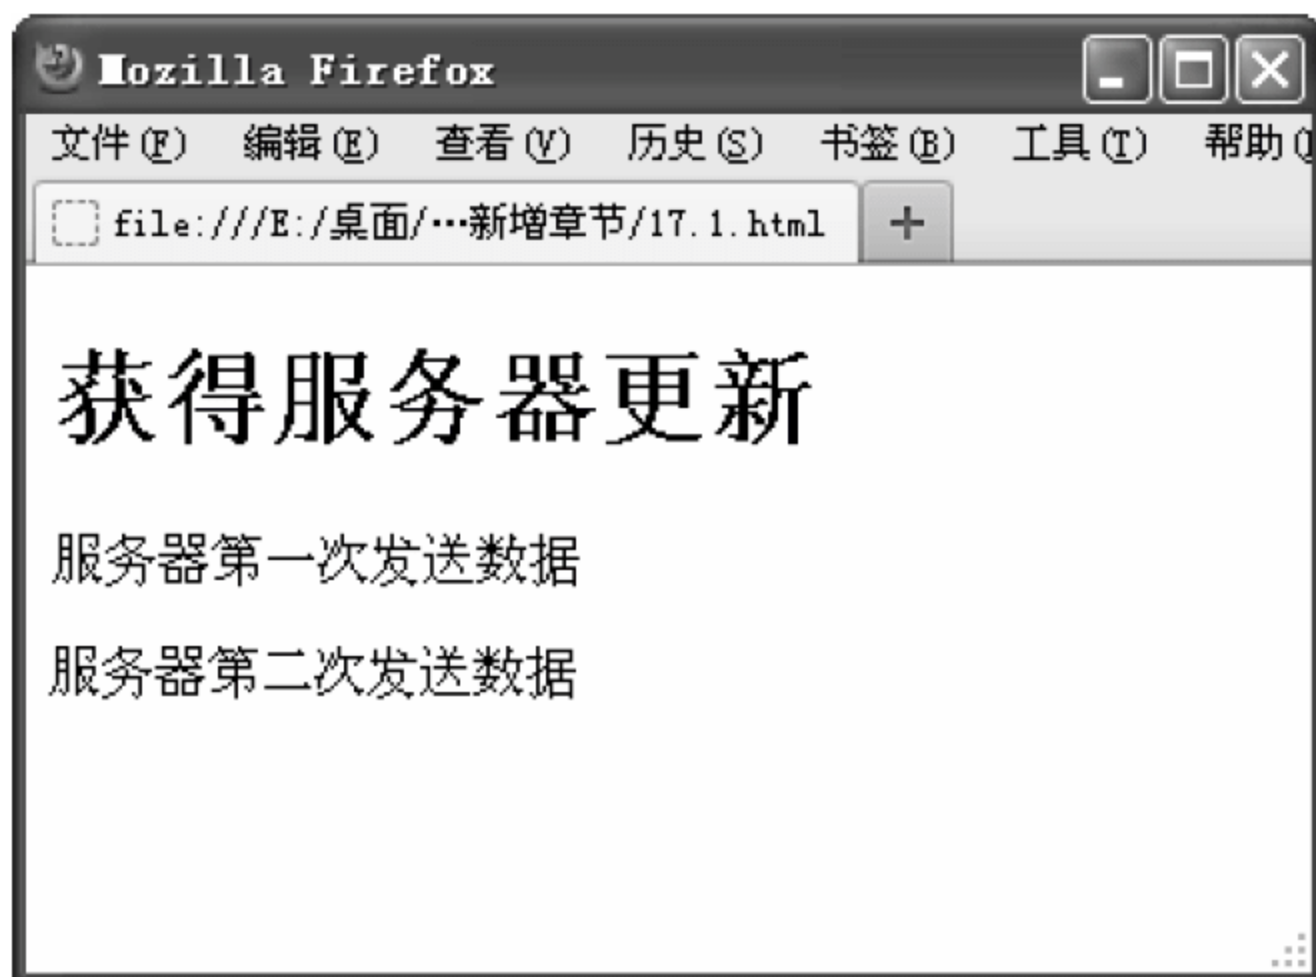 Mozilla Firefox
文件(F) 编辑(E) 查看(V) 历史(S) 书签(B) 工具(T) 帮助(
file:///E:/桌面/…新增章节/17.1.html
获得服务器更新
服务器第一次发送数据
服务器第二次发送数据